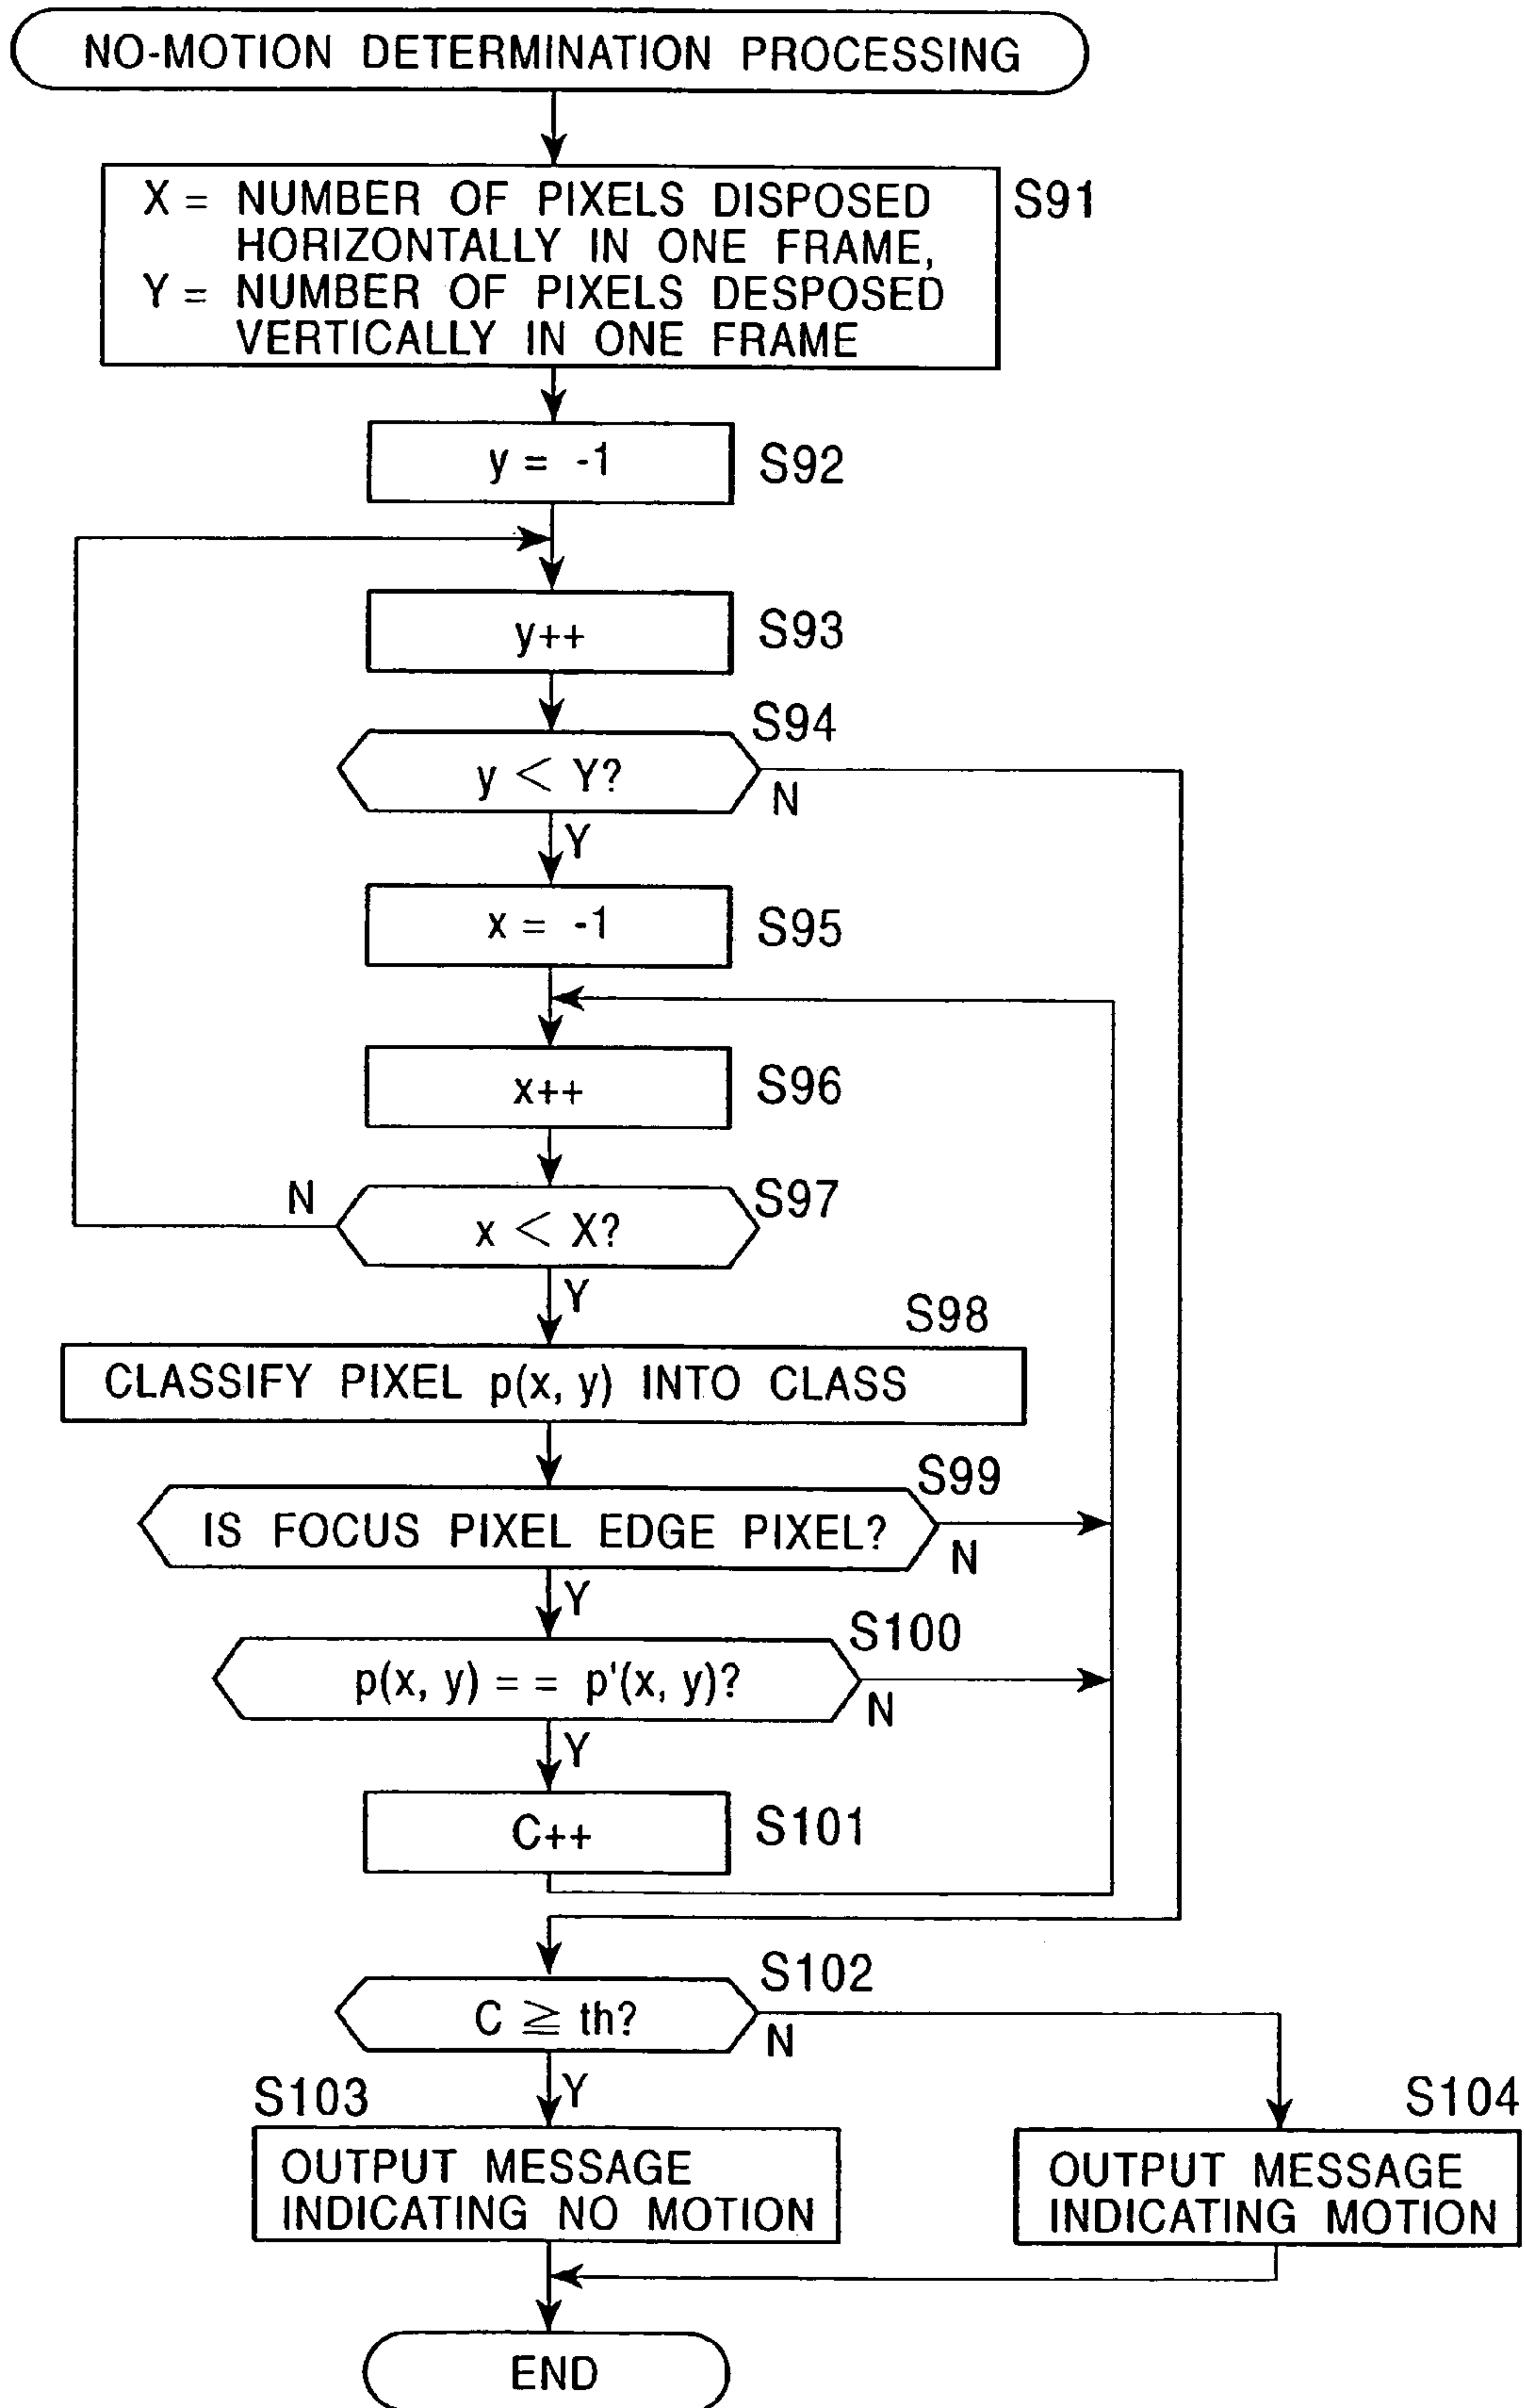 NO-MOTION DETERMINATION PROCESSING
X = NUMBER OF PIXELS DISPOSED
HORIZONTALLY IN ONE FRAME,
Y = NUMBER OF PIXELS DESPOSED
VERTICALLY IN ONE FRAME
S91
y = -1
S92
y++
S93
S94
y < Y?
N
Y
x = -1
S95
x++
S96
S97
N
x < X?
Y
S98
CLASSIFY PIXEL p(x, y) INTO CLASS
S99
IS FOCUS PIXEL EDGE PIXEL?
N
Y
S100
p(x, y) = = p'(x, y)?
N
Y
C++
S101
S102
C ≧ th?
N
Y
S103
OUTPUT MESSAGE
INDICATING NO MOTION
S104
OUTPUT MESSAGE
INDICATING MOTION
END